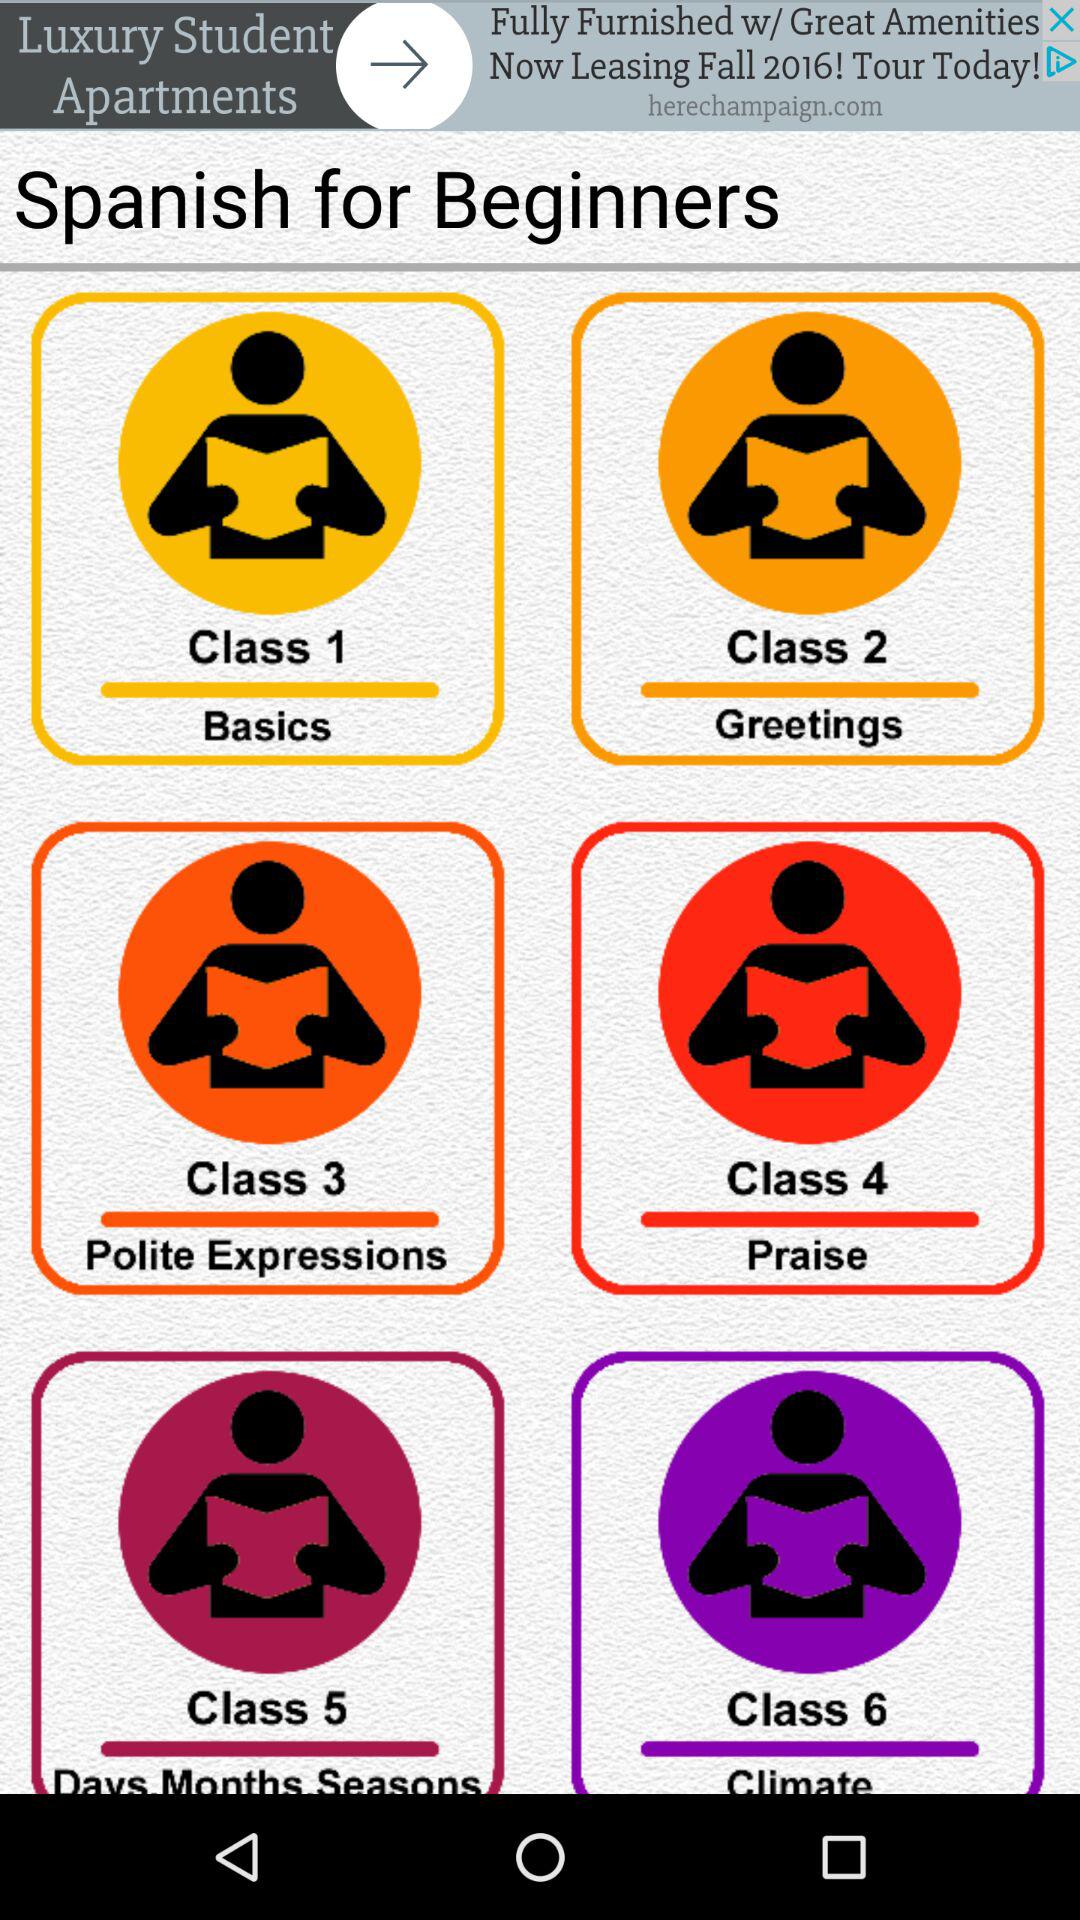 Luxury Student
Apartments
Fully Furnished w/ Great Amenities
Now Leasing Fall 2016! Tour Today!
herechampaign.com
Spanish for Beginners
Class 1
Basics
Class 2
Greetings
Class 3
Polite Expressions
Class 4
Praise
Class 5
Days,Months,Seasons
Class 6
Climate